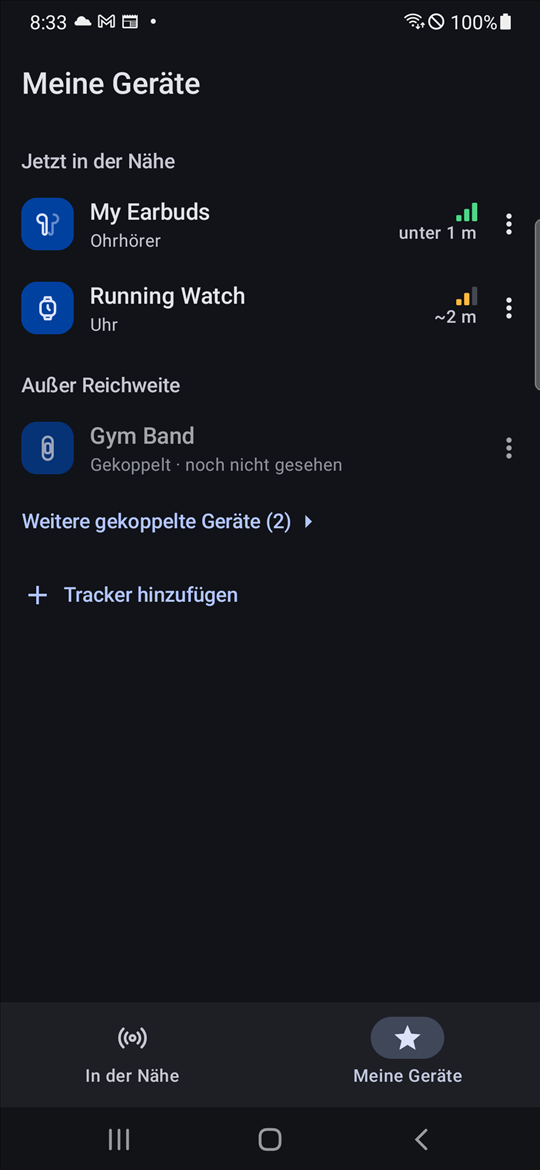 8:33 100%
Meine Geräte
Jetzt in der Nähe
My Earbuds
Ohrhörer
unter 1 m
Running Watch
Uhr
~2 m
Außer Reichweite
Gym Band
Gekoppelt · noch nicht gesehen
Weitere gekoppelte Geräte (2)
Tracker hinzufügen
In der Nähe
Meine Geräte